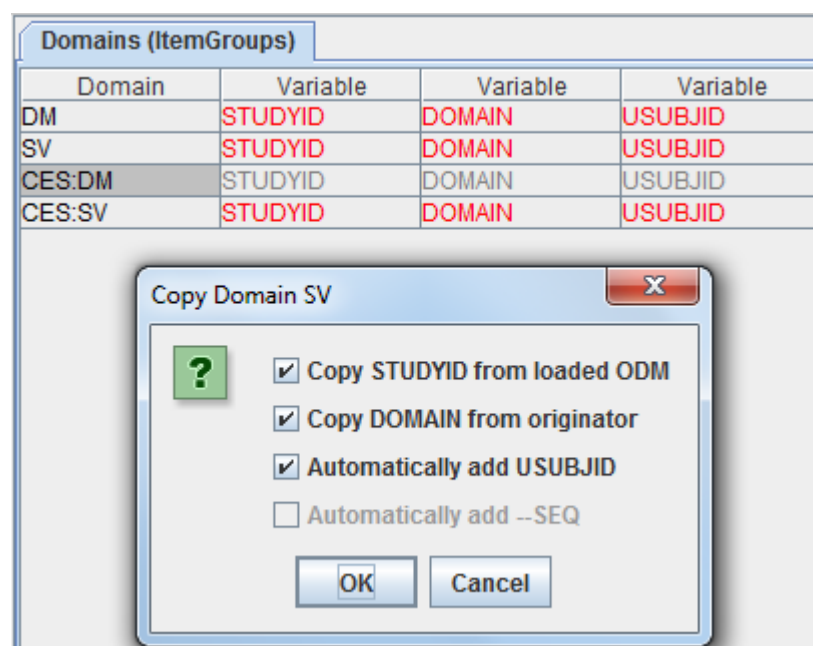 Domains (ItemGroups)
Domain Variable Variable Variable
DM STUDYID DOMAIN USUBJID
SV STUDYID DOMAIN USUBJID
CES:DM STUDYID DOMAIN USUBJID
CES:SV STUDYID DOMAIN USUBJID
Copy Domain SV
Copy STUDYID from loaded ODM
Copy DOMAIN from originator
Automatically add USUBJID
Automatically add --SEQ
OK Cancel